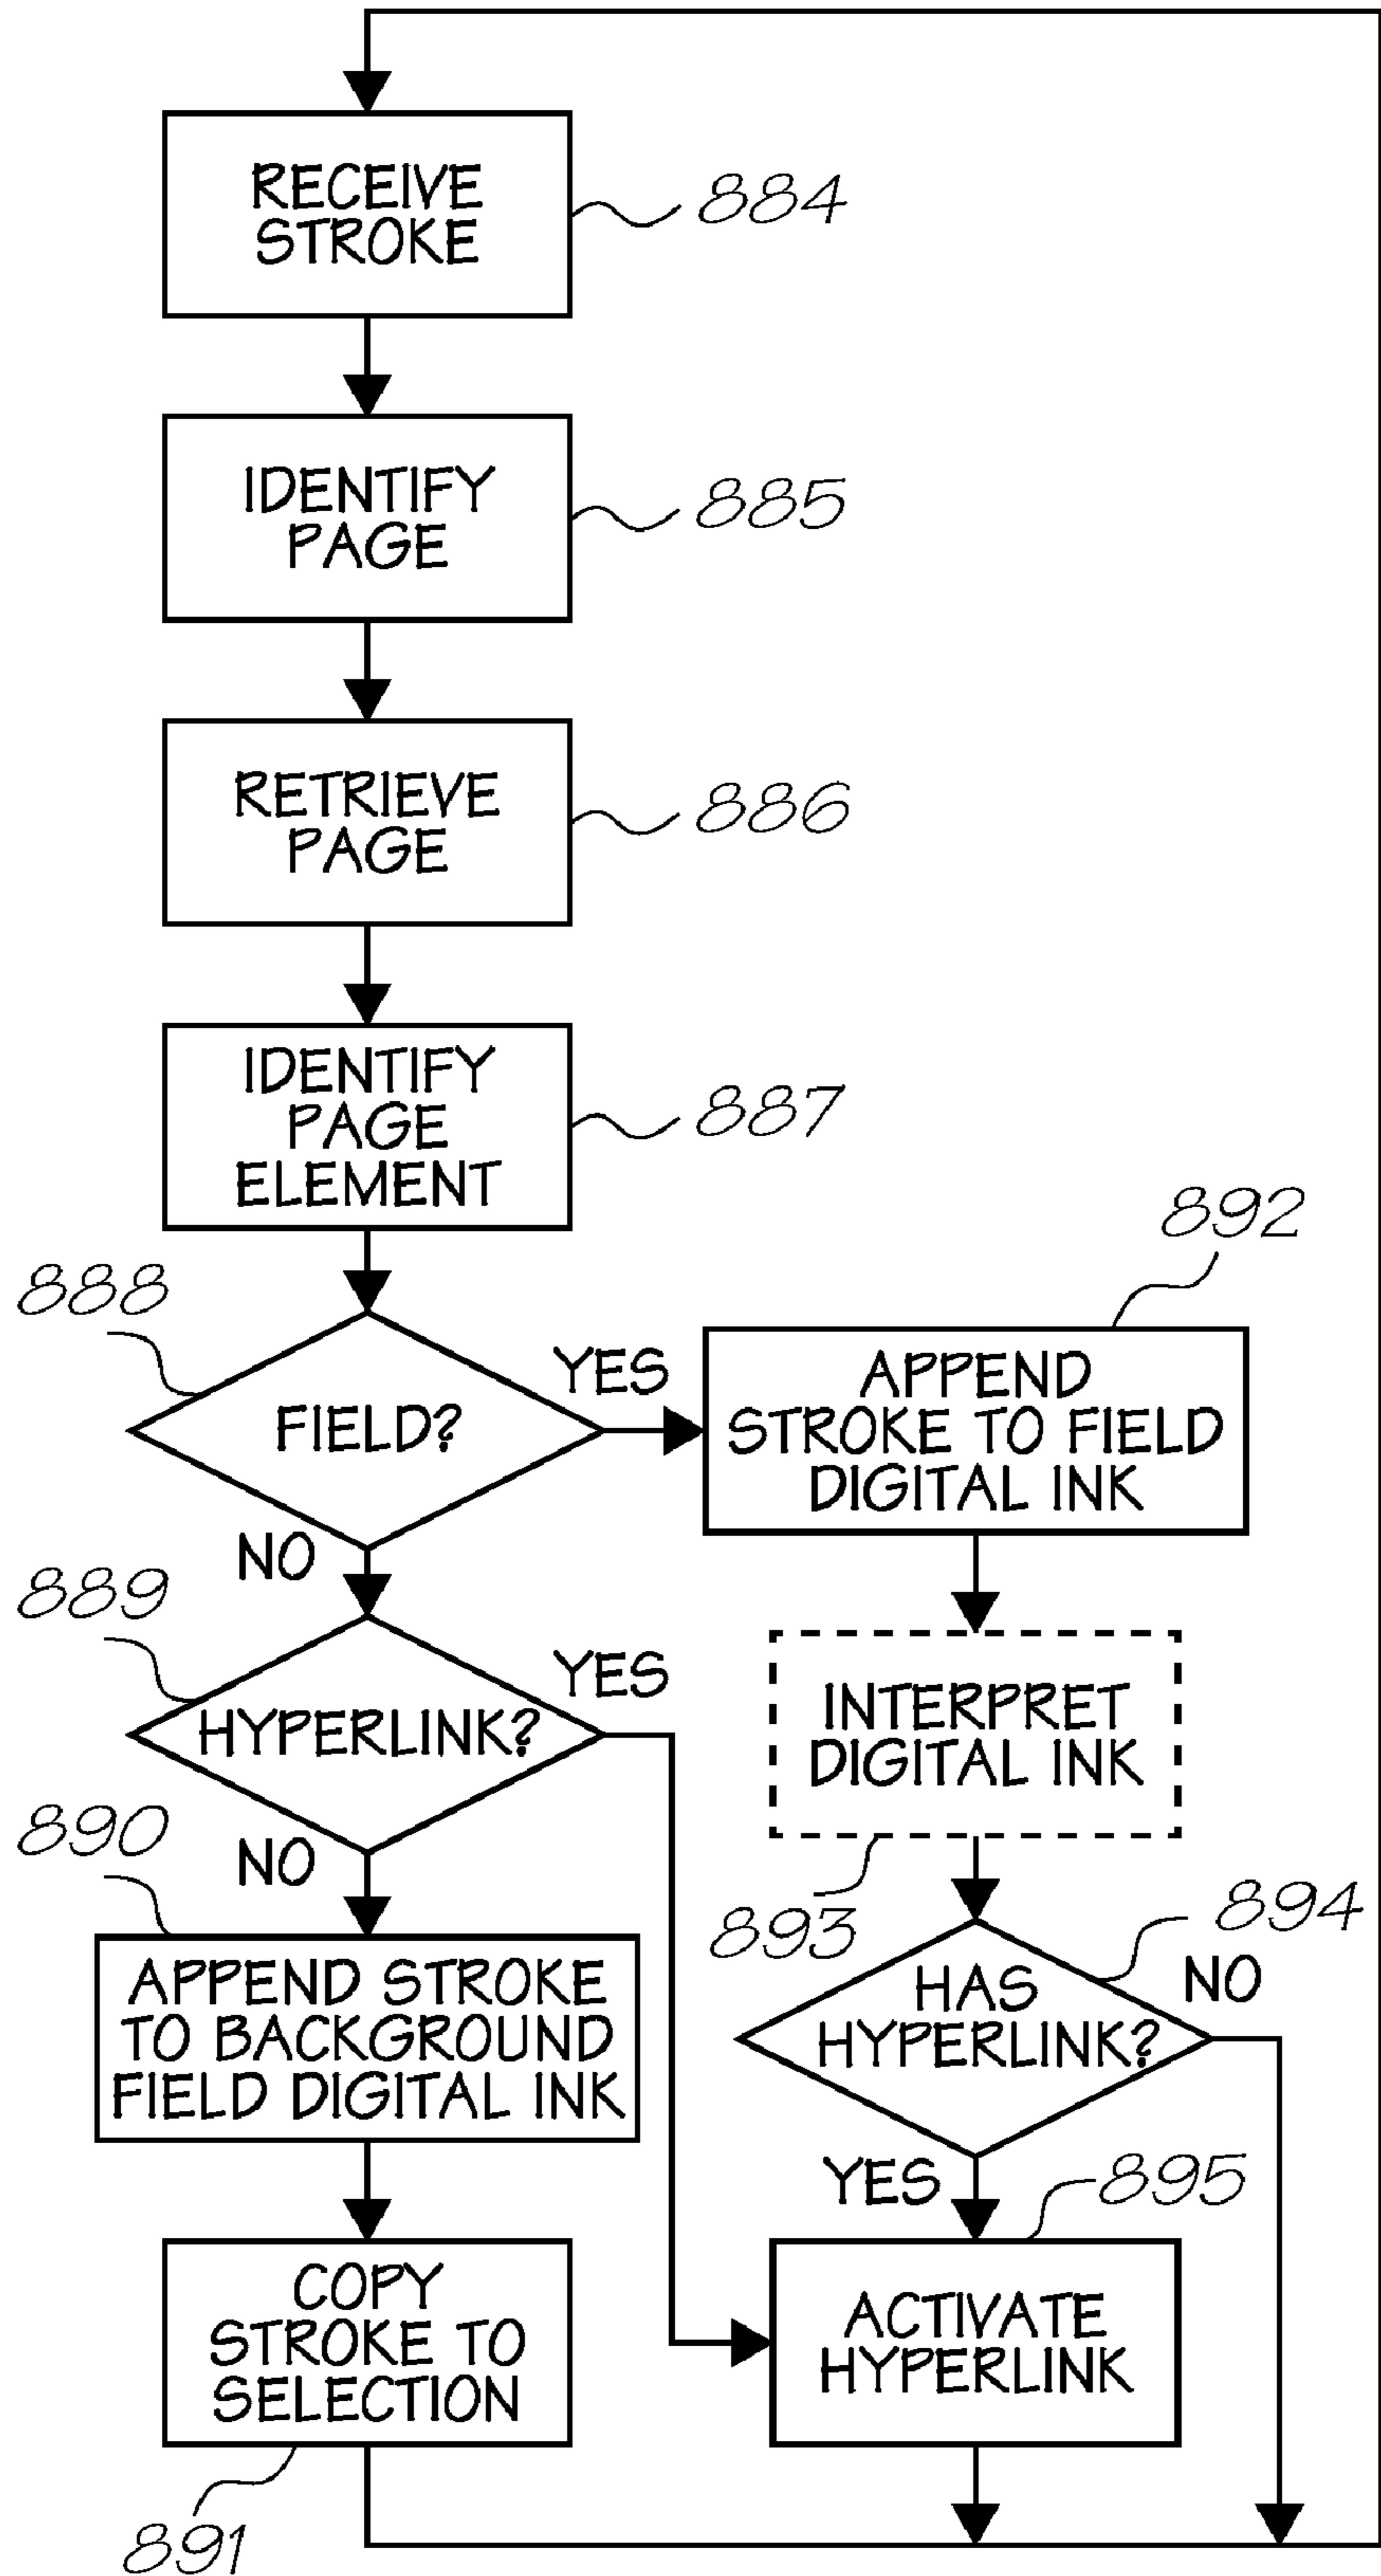 RECEIVE
STROKE
884
IDENTIFY
PAGE
885
RETRIEVE
PAGE
886
IDENTIFY
PAGE
ELEMENT
887
888
FIELD?
YES
NO
892
APPEND
STROKE TO FIELD
DIGITAL INK
889
HYPERLINK?
YES
NO
INTERPRET
DIGITAL INK
893
890
APPEND STROKE
TO BACKGROUND
FIELD DIGITAL INK
894
HAS
HYPERLINK?
NO
YES
895
COPY
STROKE TO
SELECTION
891
ACTIVATE
HYPERLINK